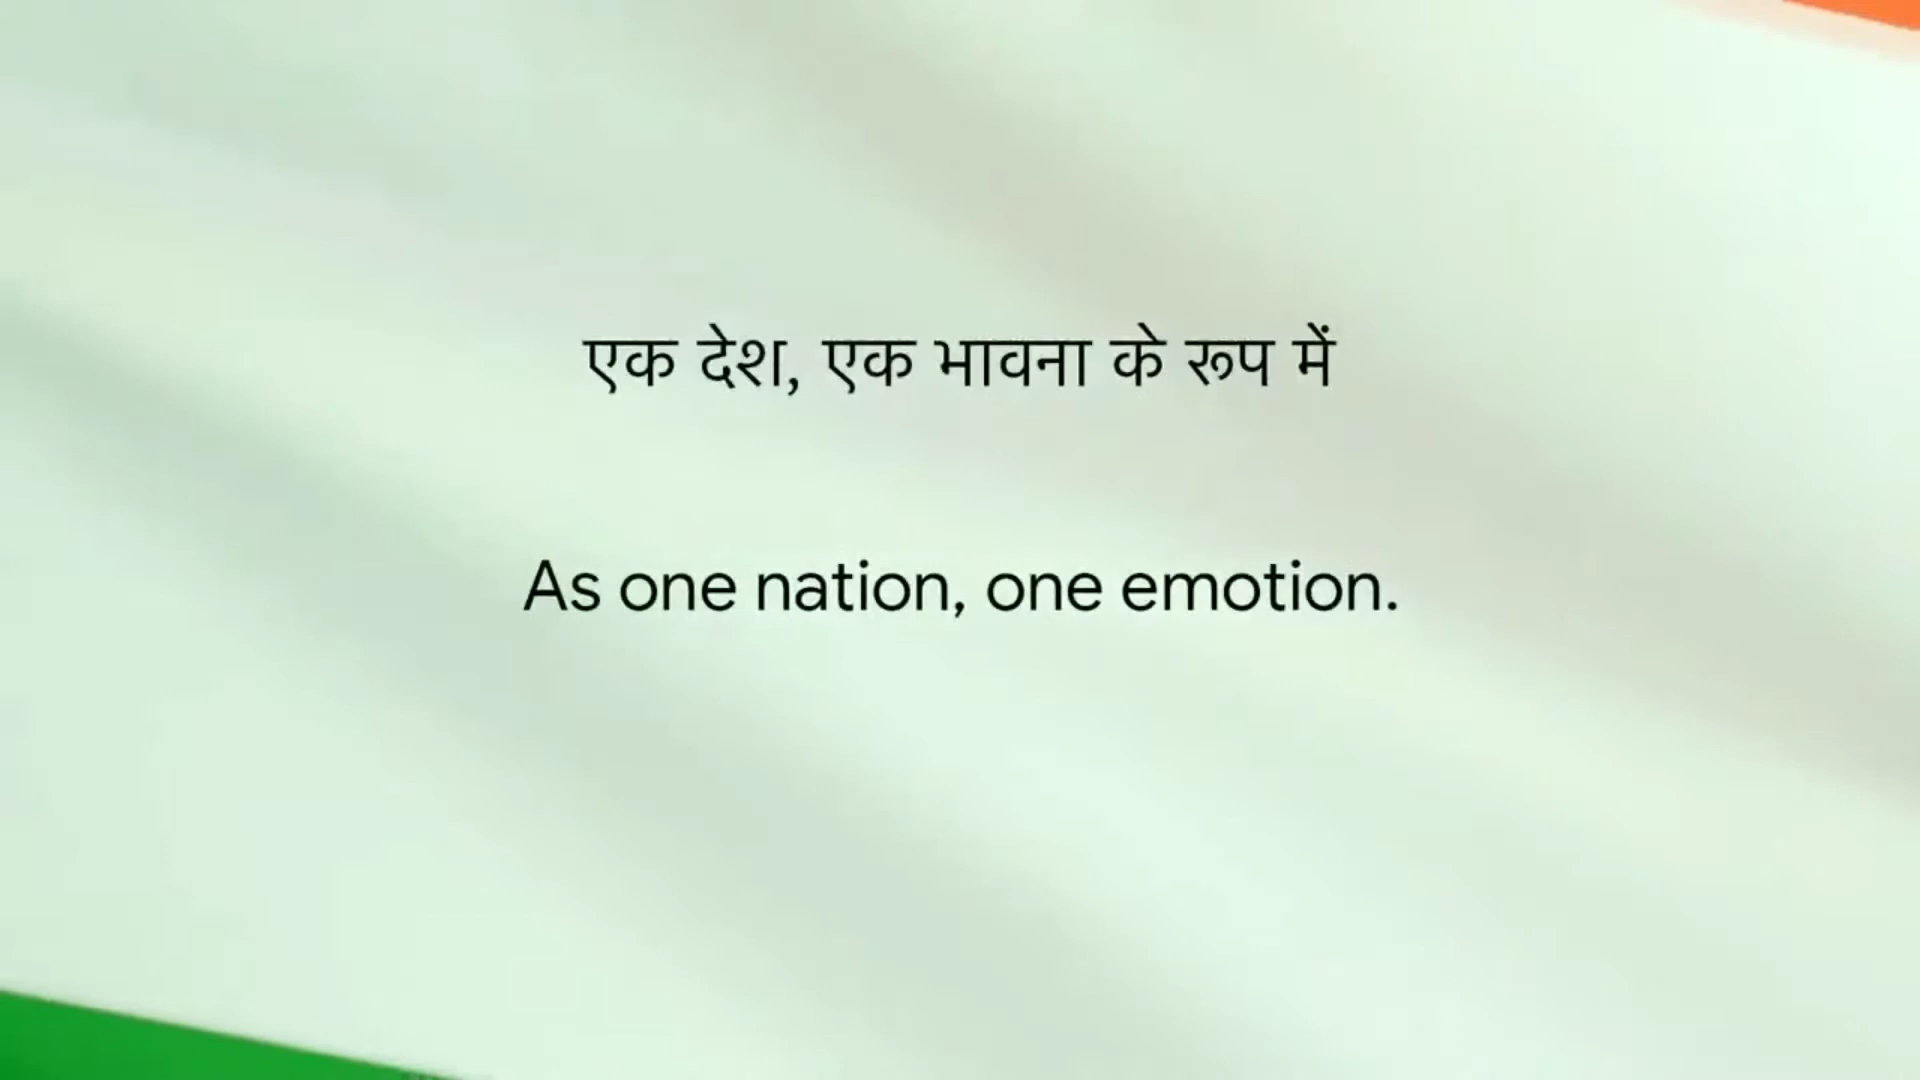 एक देश, एक भावना के रूप में
As one nation, one emotion.